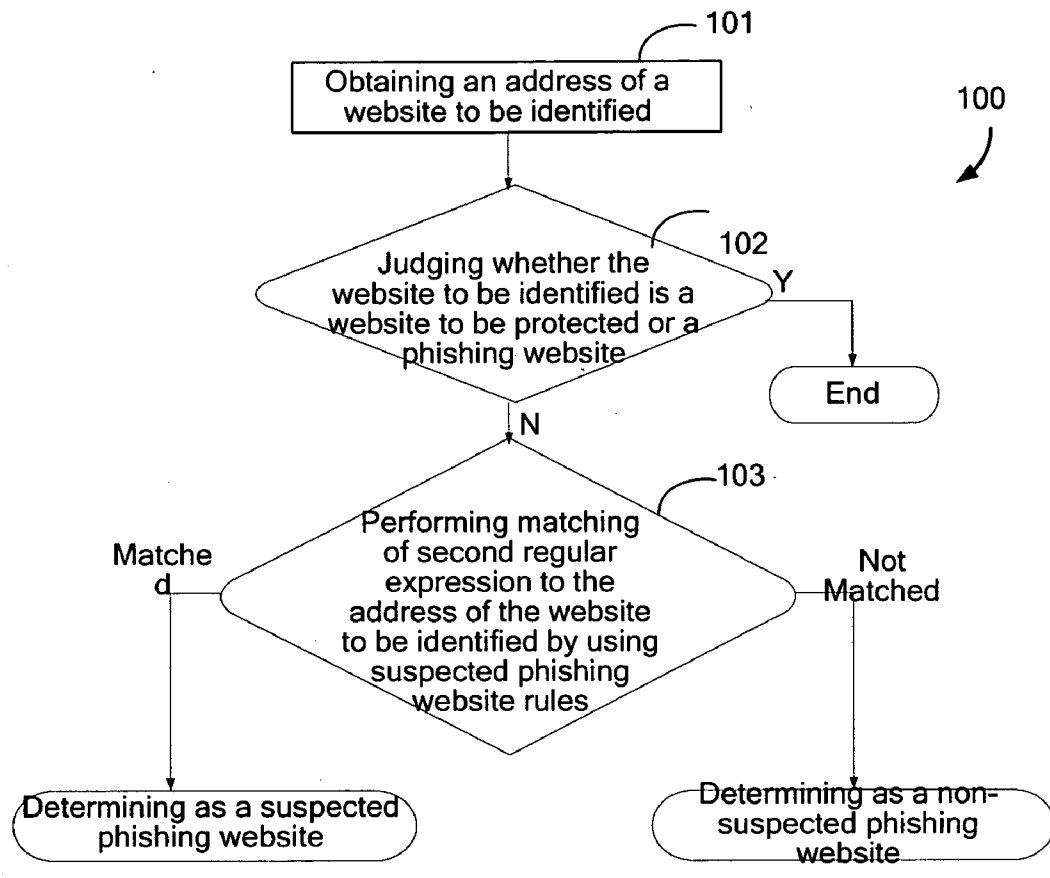 101
Obtaining an address of a
website to be identified
100
102
Judging whether the
website to be identified is a
website to be protected or a
phishing website
Y
End
N
103
Performing matching
of second regular
expression to the
address of the website
to be identified by using
suspected phishing
website rules
Matche
d
Not
Matched
Determining as a suspected
phishing website
Determining as a non-
suspected phishing
website